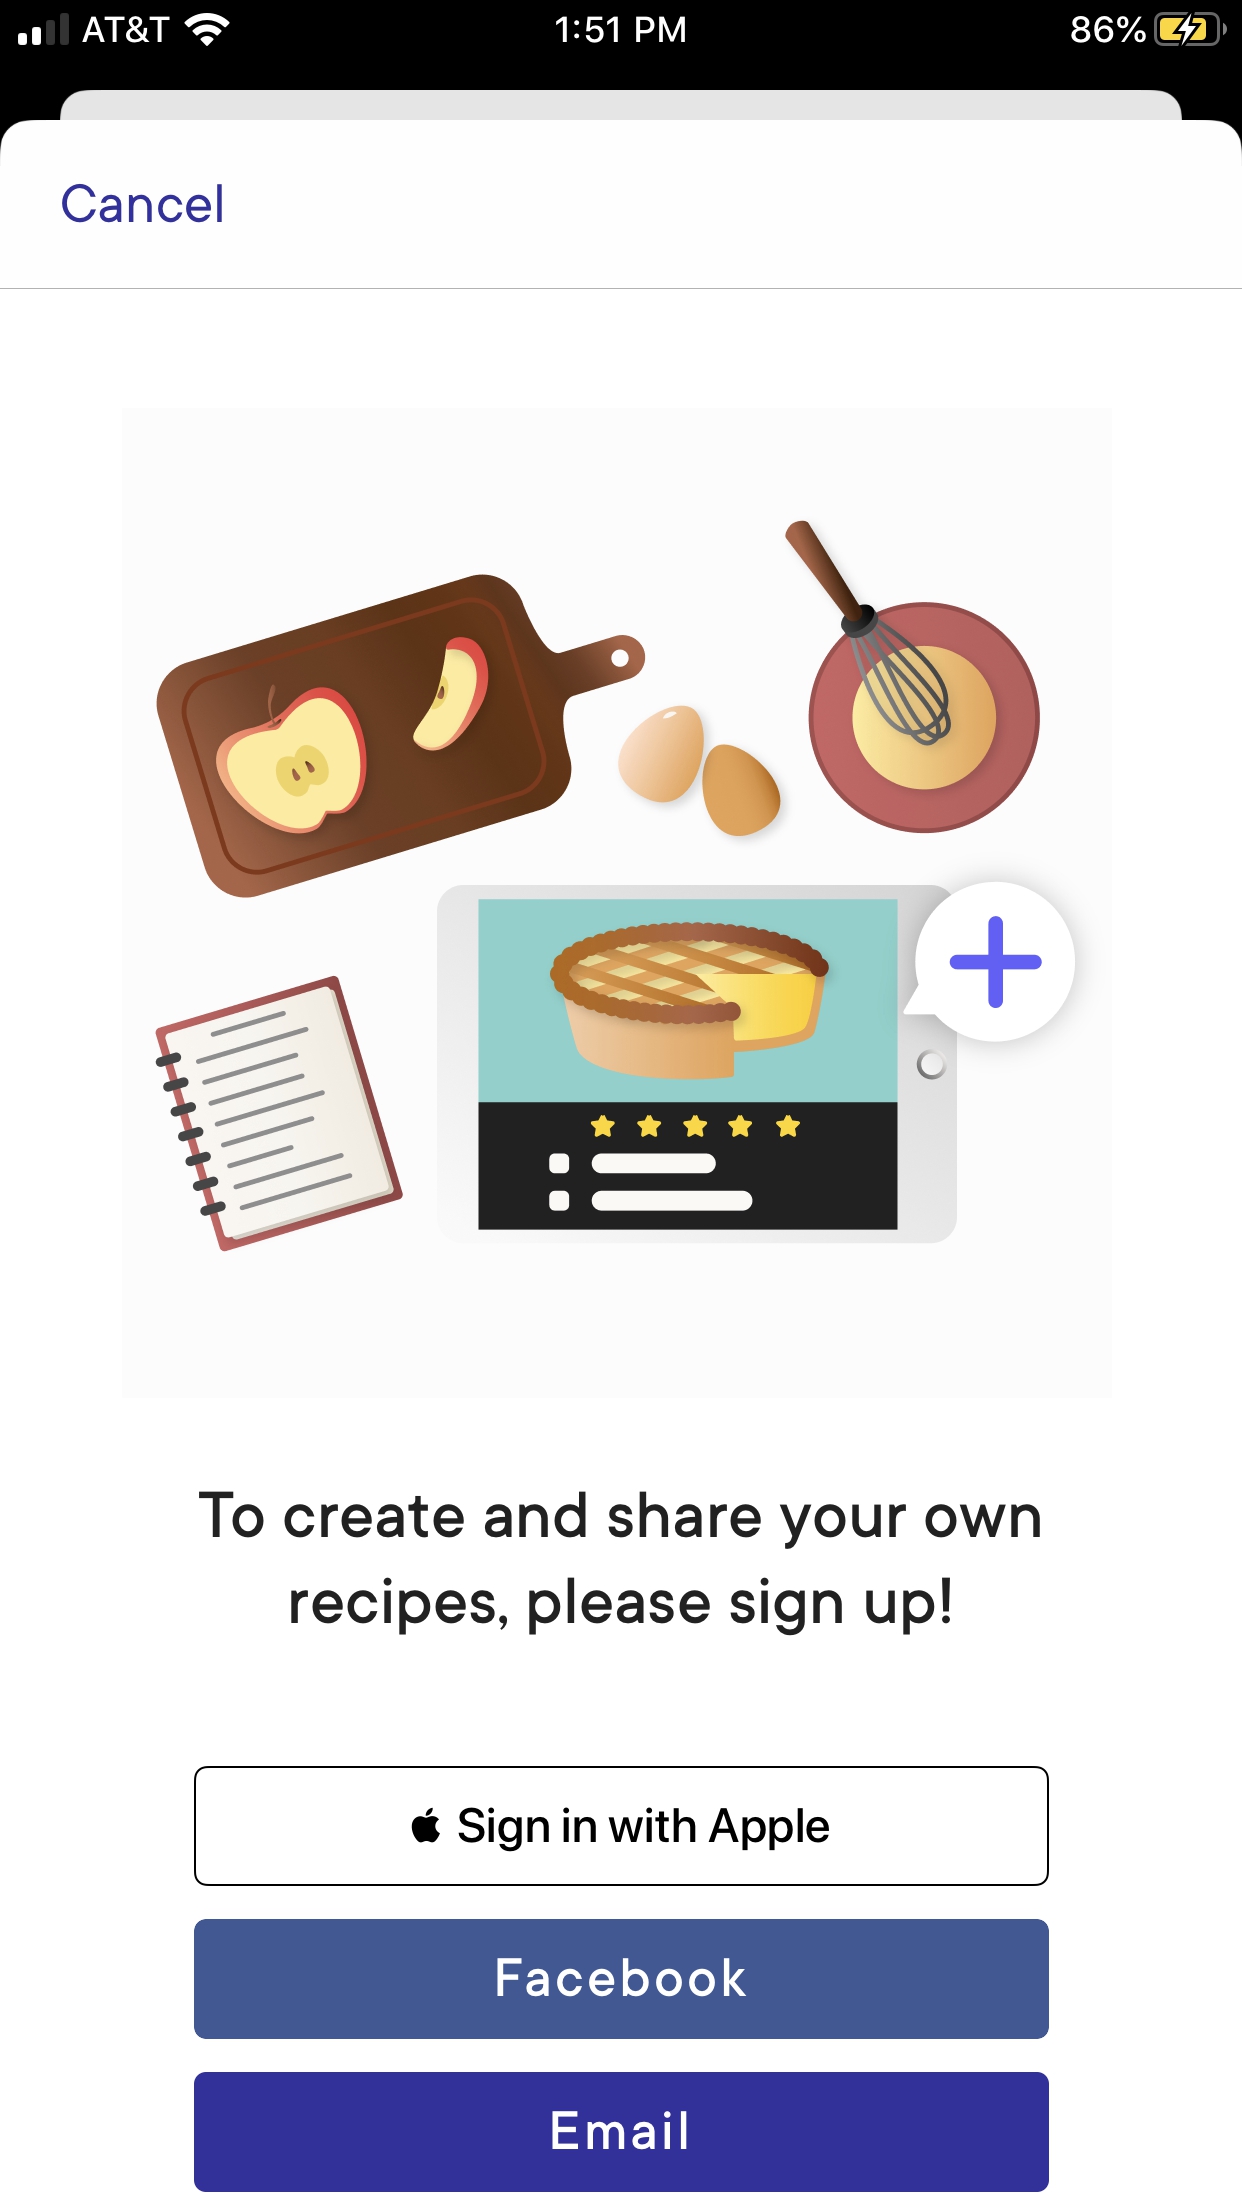 AT&T
1:51 PM
86%
Cancel
To create and share your own
recipes, please sign up!
Sign in with Apple
Facebook
Email